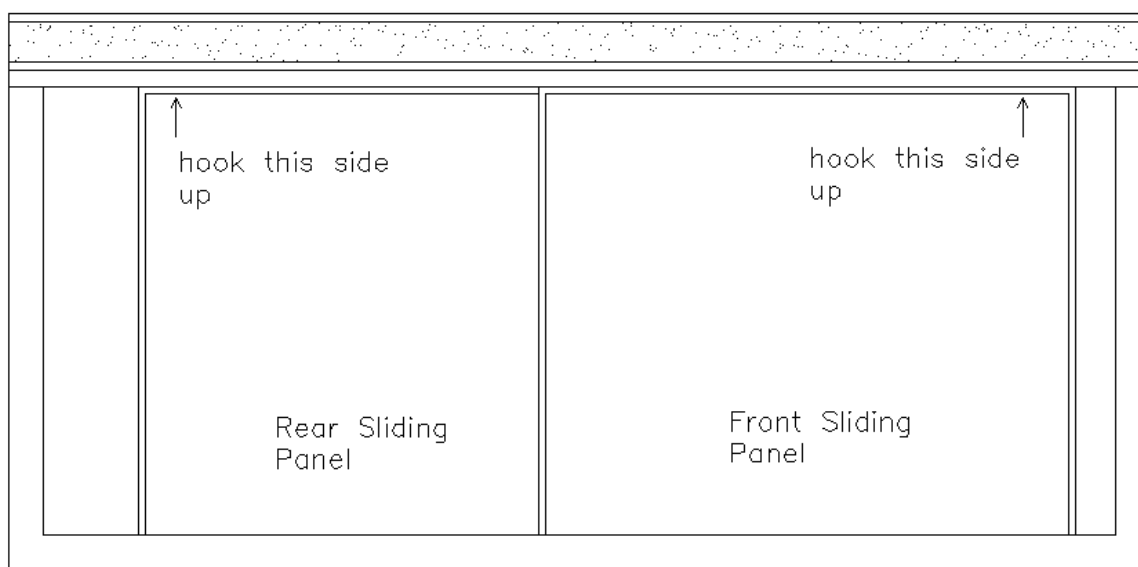 hook this side
up
hook this side
up
Rear Sliding
Panel
Front Sliding
Panel